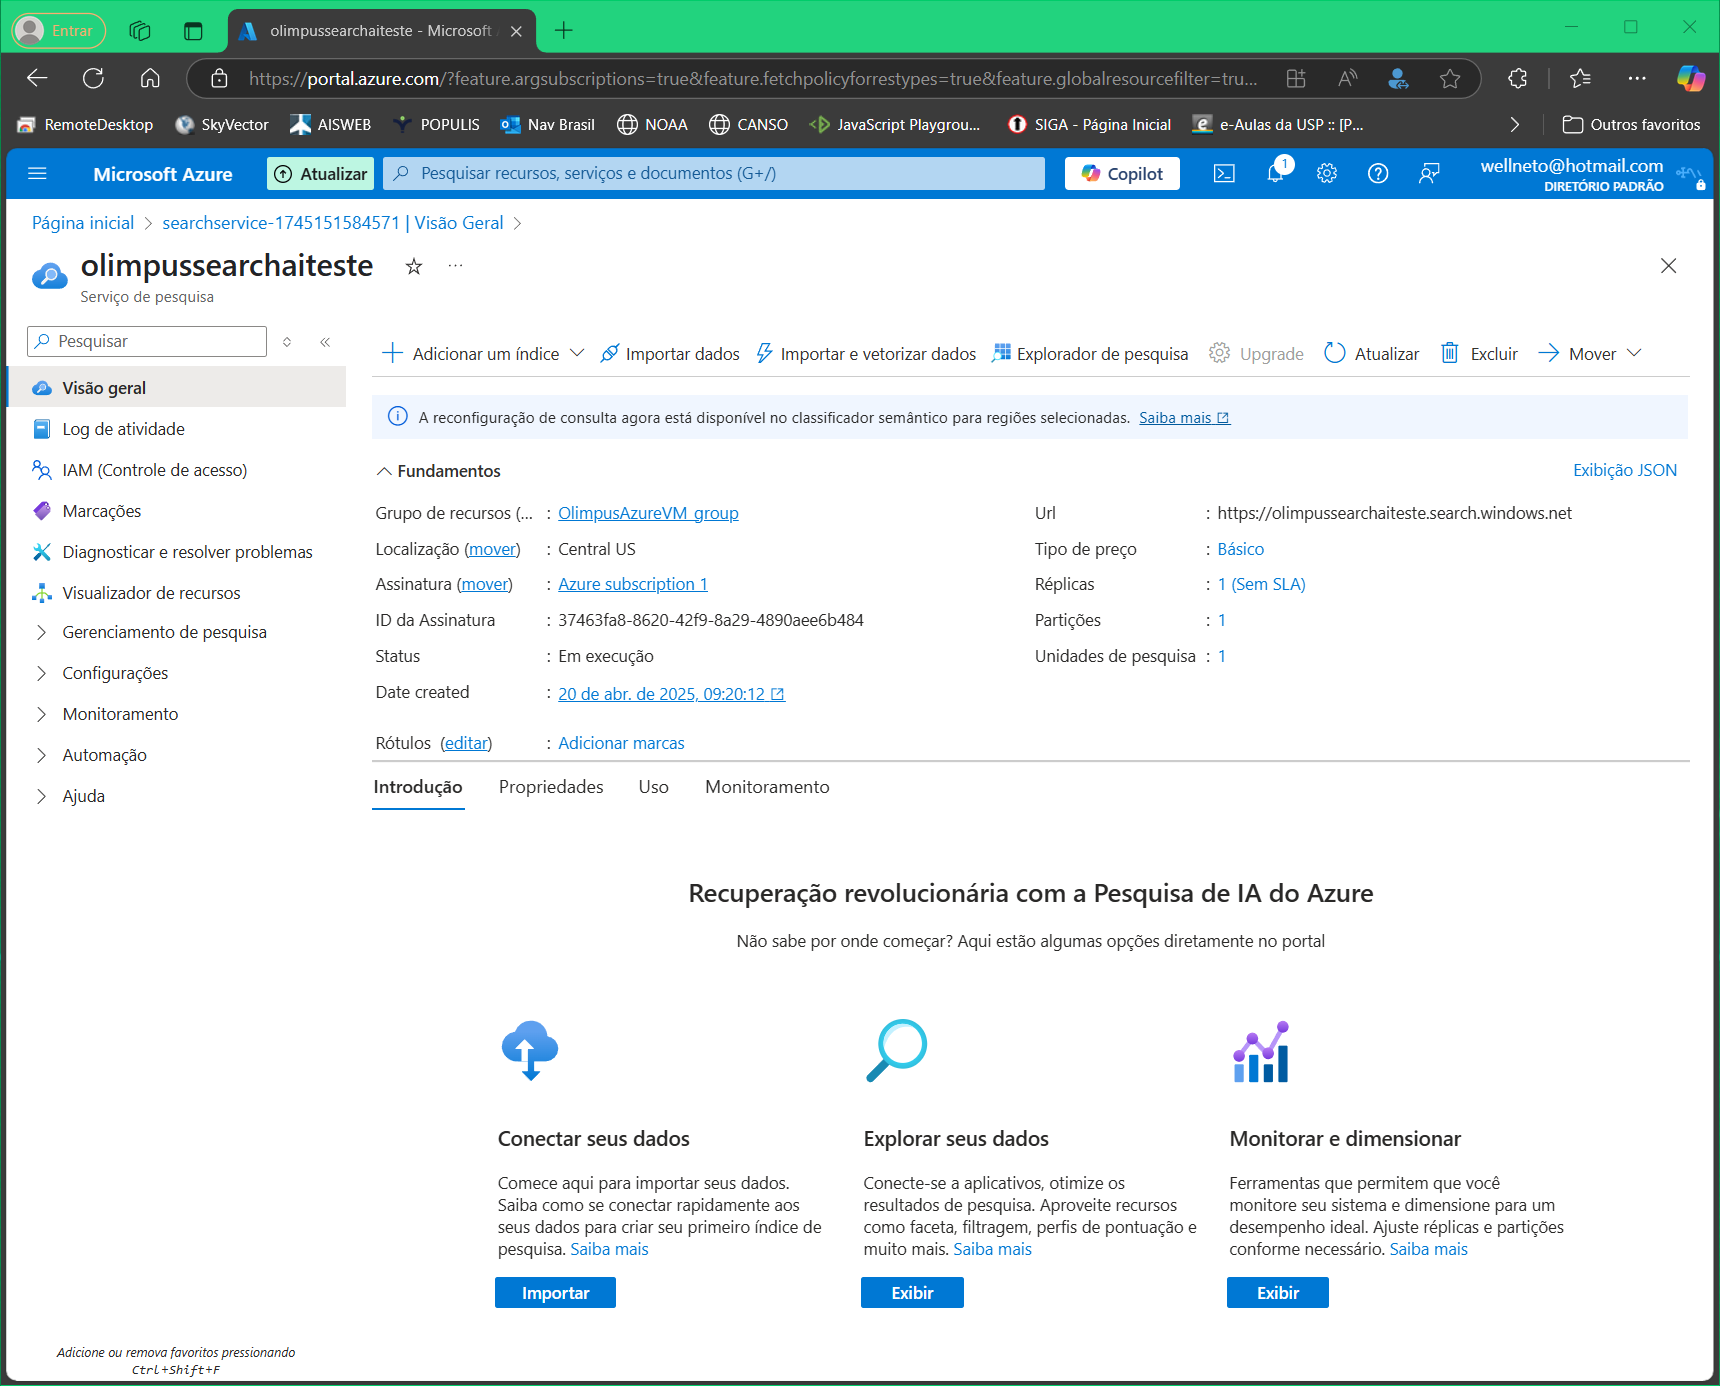 Entrar
olimpussearchaiteste - Microsoft
https://portal.azure.com/?feature.argsubscriptions=true&feature.fetchpolicyforrestypes=true&feature.globalresourcefilter=tru...
RemoteDesktop
SkyVector
AISWEB
POPULIS
Nav Brasil
NOAA
CANSO
JavaScript Playgrou...
SIGA - Página Inicial
e-Aulas da USP :: [P...
Outros favoritos
Microsoft Azure
Atualizar
Pesquisar recursos, serviços e documentos (G+/)
Copilot
1
wellneto@hotmail.com
DIRETÓRIO PADRÃO
Página inicial > searchservice-1745151584571 | Visão Geral >
olimpussearchaiteste
Serviço de pesquisa
Pesquisar
Visão geral
Log de atividade
IAM (Controle de acesso)
Marcações
Diagnosticar e resolver problemas
Visualizador de recursos
Gerenciamento de pesquisa
Configurações
Monitoramento
Automação
Ajuda
Adicionar um índice
Importar dados
Importar e vetorizar dados
Explorador de pesquisa
Upgrade
Atualizar
Excluir
Mover
A reconfiguração de consulta agora está disponível no classificador semântico para regiões selecionadas. Saiba mais
Fundamentos
Exibição JSON
Grupo de recursos (... : OlimpusAzureVM_group
Localização (mover) : Central US
Assinatura (mover) : Azure subscription 1
ID da Assinatura : 37463fa8-8620-42f9-8a29-4890aee6b484
Status : Em execução
Date created : 20 de abr. de 2025, 09:20:12
Rótulos (editar) : Adicionar marcas
Url : https://olimpussearchaiteste.search.windows.net
Tipo de preço : Básico
Réplicas : 1 (Sem SLA)
Partições : 1
Unidades de pesquisa : 1
Introdução
Propriedades
Uso
Monitoramento
Recuperação revolucionária com a Pesquisa de IA do Azure
Não sabe por onde começar? Aqui estão algumas opções diretamente no portal
Conectar seus dados
Comece aqui para importar seus dados.
Saiba como se conectar rapidamente aos
seus dados para criar seu primeiro índice de
pesquisa. Saiba mais
Importar
Explorar seus dados
Conecte-se a aplicativos, otimize os
resultados de pesquisa. Aproveite recursos
como faceta, filtragem, perfis de pontuação e
muito mais. Saiba mais
Exibir
Monitorar e dimensionar
Ferramentas que permitem que você
monitore seu sistema e dimensione para um
desempenho ideal. Ajuste réplicas e partições
conforme necessário. Saiba mais
Exibir
Adicione ou remova favoritos pressionando
Ctrl+Shift+F